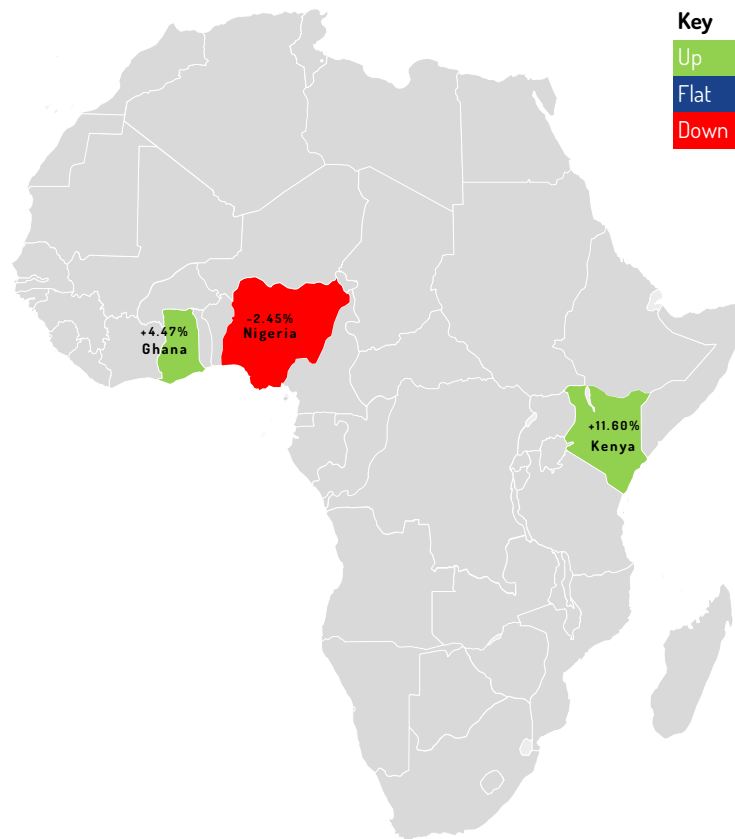 Key
Up
Flat
Down
-2.45%
Nigeria
+4.47%
Ghana
+11.60%
Kenya